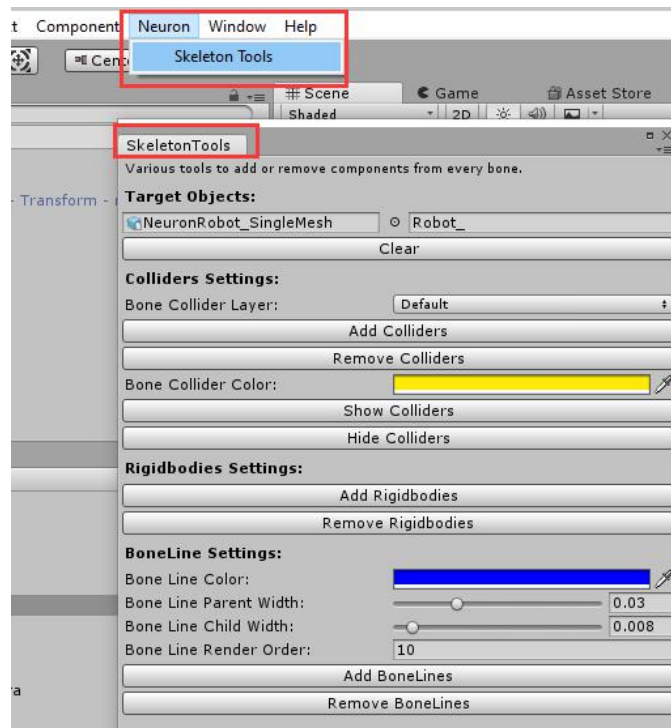 t Component Neuron Window Help
Skeleton Tools
Scene Game Asset Store
Shaded 2D
SkeletonTools
Various tools to add or remove components from every bone.
- Transform -
Target Objects:
NeuronRobot_SingleMesh Robot_
Clear
Colliders Settings:
Bone Collider Layer: Default
Add Colliders
Remove Colliders
Bone Collider Color:
Show Colliders
Hide Colliders
Rigidbodies Settings:
Add Rigidbodies
Remove Rigidbodies
BoneLine Settings:
Bone Line Color:
Bone Line Parent Width: 0.03
Bone Line Child Width: 0.008
Bone Line Render Order: 10
Add BoneLines
a
Remove BoneLines